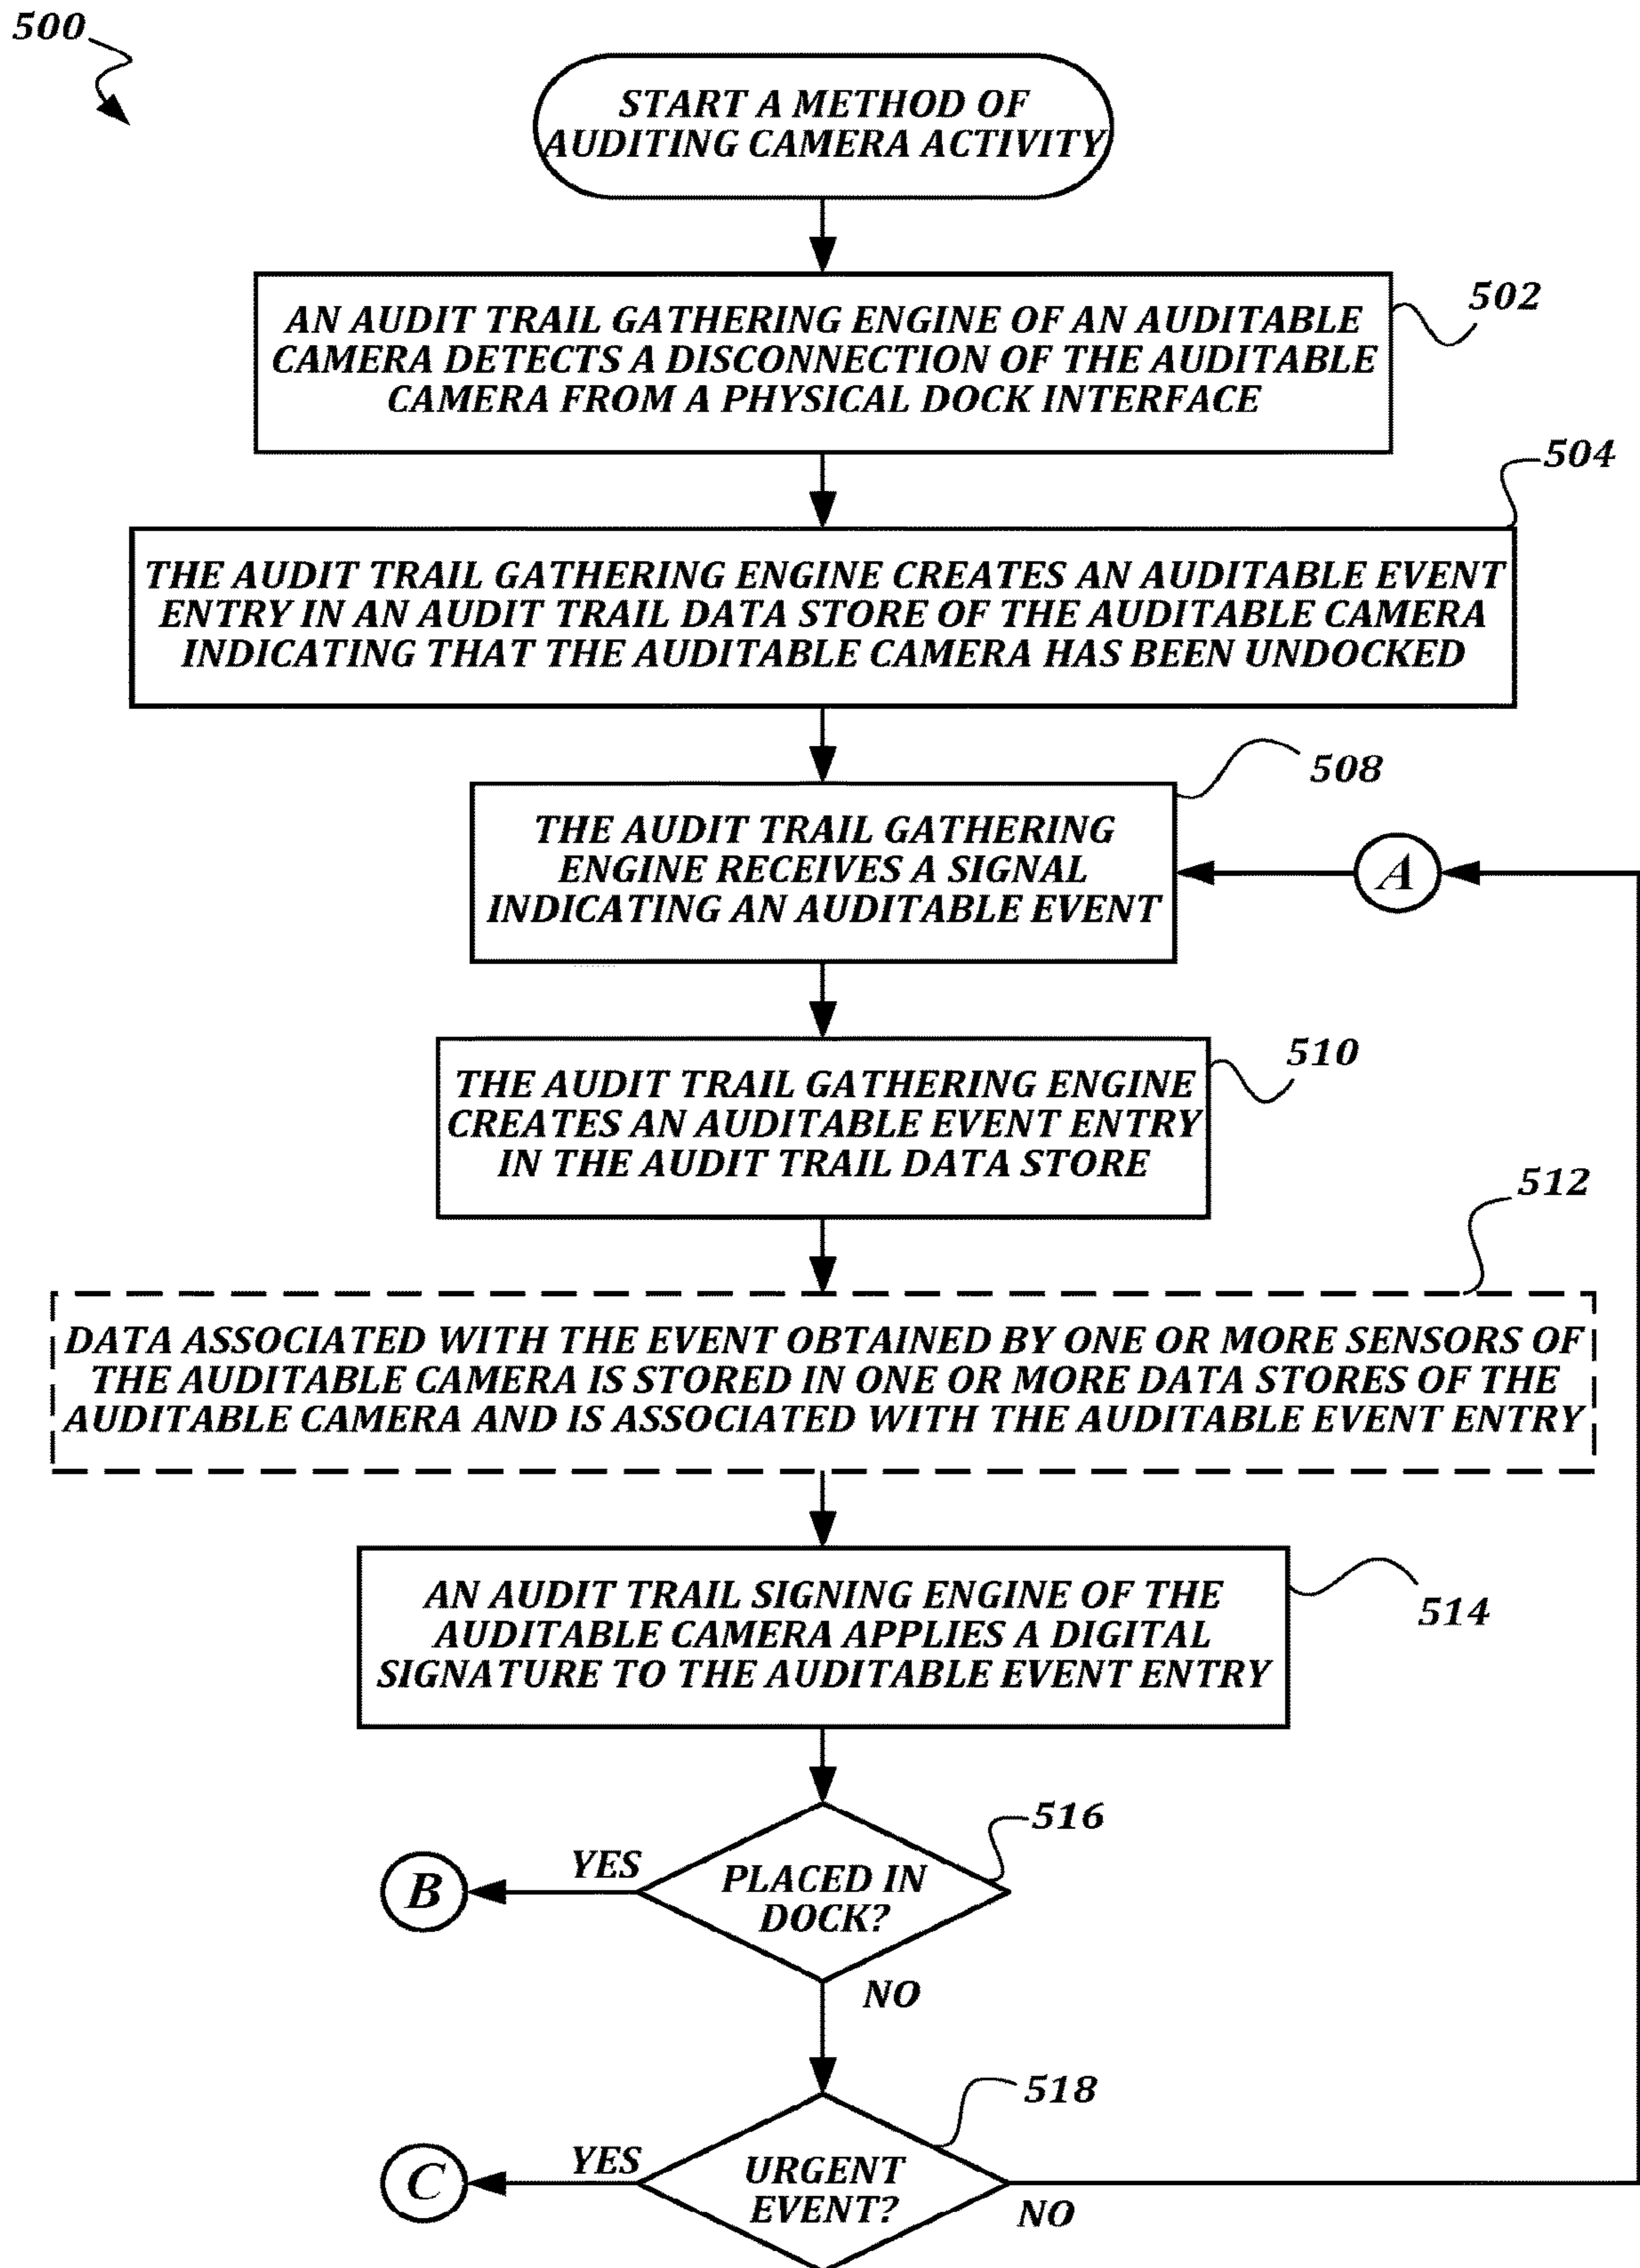 500
START A METHOD OF
AUDITING CAMERA ACTIVITY
502
AN AUDIT TRAIL GATHERING ENGINE OF AN AUDITABLE
CAMERA DETECTS A DISCONNECTION OF THE AUDITABLE
CAMERA FROM A PHYSICAL DOCK INTERFACE
504
THE AUDIT TRAIL GATHERING ENGINE CREATES AN AUDITABLE EVENT
ENTRY IN AN AUDIT TRAIL DATA STORE OF THE AUDITABLE CAMERA
INDICATING THAT THE AUDITABLE CAMERA HAS BEEN UNDOCKED
508
THE AUDIT TRAIL GATHERING
ENGINE RECEIVES A SIGNAL
INDICATING AN AUDITABLE EVENT
A
510
THE AUDIT TRAIL GATHERING ENGINE
CREATES AN AUDITABLE EVENT ENTRY
IN THE AUDIT TRAIL DATA STORE
512
DATA ASSOCIATED WITH THE EVENT OBTAINED BY ONE OR MORE SENSORS OF
THE AUDITABLE CAMERA IS STORED IN ONE OR MORE DATA STORES OF THE
AUDITABLE CAMERA AND IS ASSOCIATED WITH THE AUDITABLE EVENT ENTRY
514
AN AUDIT TRAIL SIGNING ENGINE OF THE
AUDITABLE CAMERA APPLIES A DIGITAL
SIGNATURE TO THE AUDITABLE EVENT ENTRY
516
B
YES
PLACED IN
DOCK?
NO
518
C
YES
URGENT
EVENT?
NO